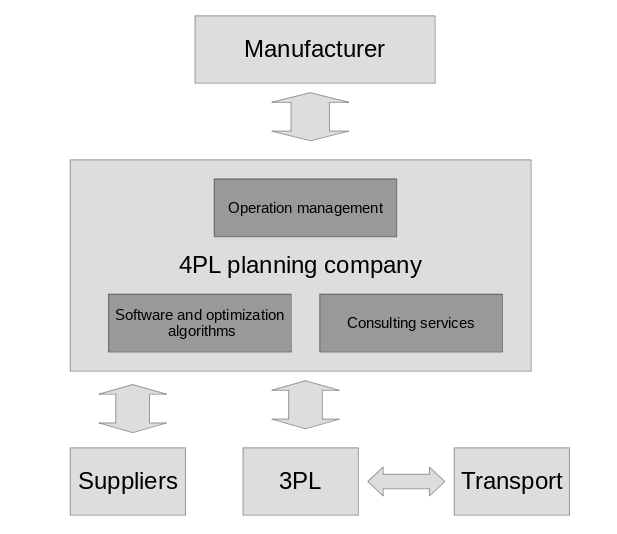 Manufacturer
Operation management
4PL planning company
Software and optimization
algorithms
Consulting services
Suppliers
3PL
Transport